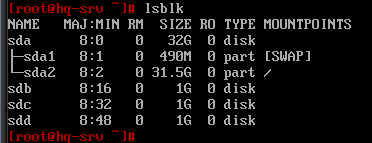 [root@hq-srv ~]# lsblk
NAME   MAJ:MIN RM  SIZE RO TYPE MOUNTPOINTS
sda      8:0    0   32G  0 disk
├─sda1   8:1    0  490M  0 part [SWAP]
└─sda2   8:2    0 31.5G  0 part /
sdb      8:16   0    1G  0 disk
sdc      8:32   0    1G  0 disk
sdd      8:48   0    1G  0 disk
[root@hq-srv ~]#